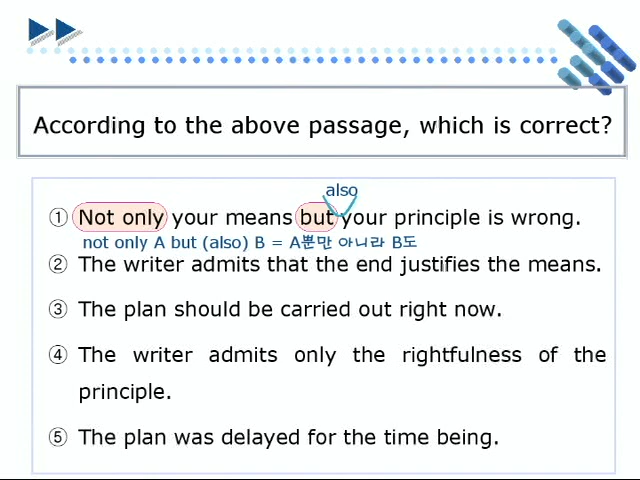 According to the above passage, which is correct?
also
① Not only your means but your principle is wrong.
not only A but (also) B = A뿐만 아니라 B도
② The writer admits that the end justifies the means.
③ The plan should be carried out right now.
④ The writer admits only the rightfulness of the
principle.
⑤ The plan was delayed for the time being.